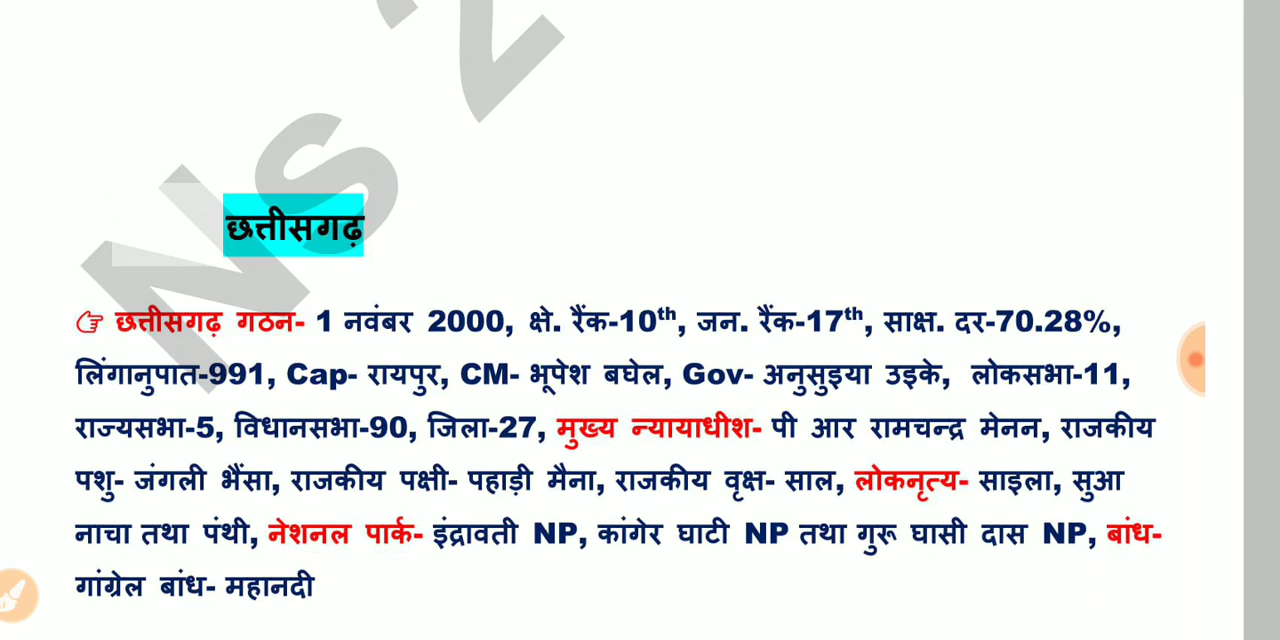 Ns 2
छत्तीसगढ़
👉 छत्तीसगढ़ गठन- 1 नवंबर 2000, क्षे. रैंक-10th, जन. रैंक-17th, साक्ष. दर-70.28%,
लिंगानुपात-991, Cap- रायपुर, CM- भूपेश बघेल, Gov- अनुसुइया उइके, लोकसभा-11,
राज्यसभा-5, विधानसभा-90, जिला-27, मुख्य न्यायाधीश- पी आर रामचन्द्र मेनन, राजकीय
पशु- जंगली भैंसा, राजकीय पक्षी- पहाड़ी मैना, राजकीय वृक्ष- साल, लोकनृत्य- साइला, सुआ
नाचा तथा पंथी, नेशनल पार्क- इंद्रावती NP, कांगेर घाटी NP तथा गुरू घासी दास NP, बांध-
गांग्रेल बांध- महानदी